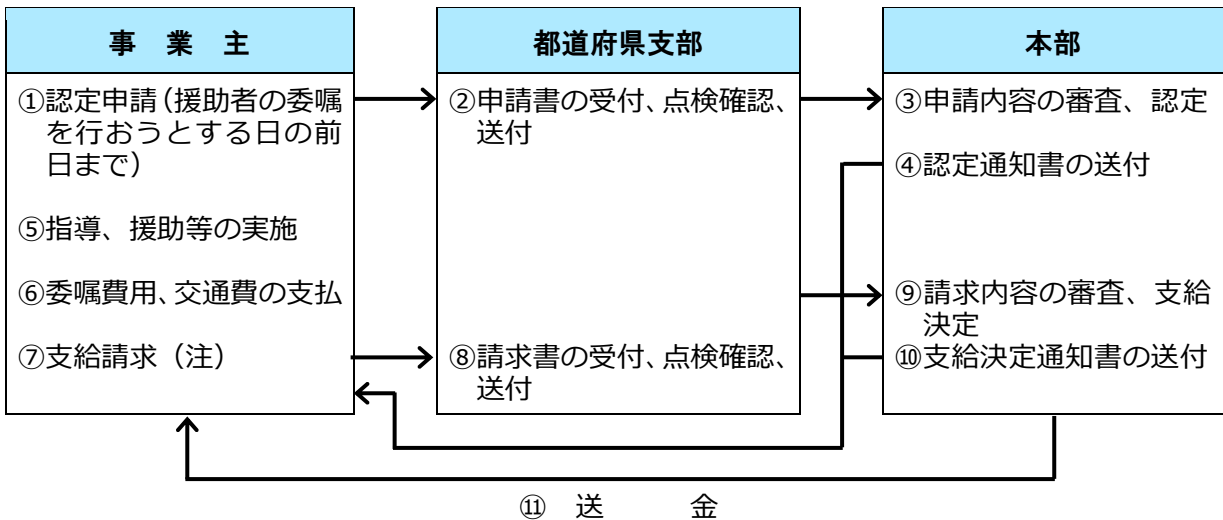 事 業 主
①認定申請（援助者の委嘱
を行おうとする日の前
日まで）
⑤指導、援助等の実施
⑥委嘱費用、交通費の支払
⑦支給請求（注）
都道府県支部
②申請書の受付、点検確認、
送付
⑧請求書の受付、点検確認、
送付
本部
③申請内容の審査、認定
④認定通知書の送付
⑨請求内容の審査、支給
決定
⑩支給決定通知書の送付
⑪ 送 金